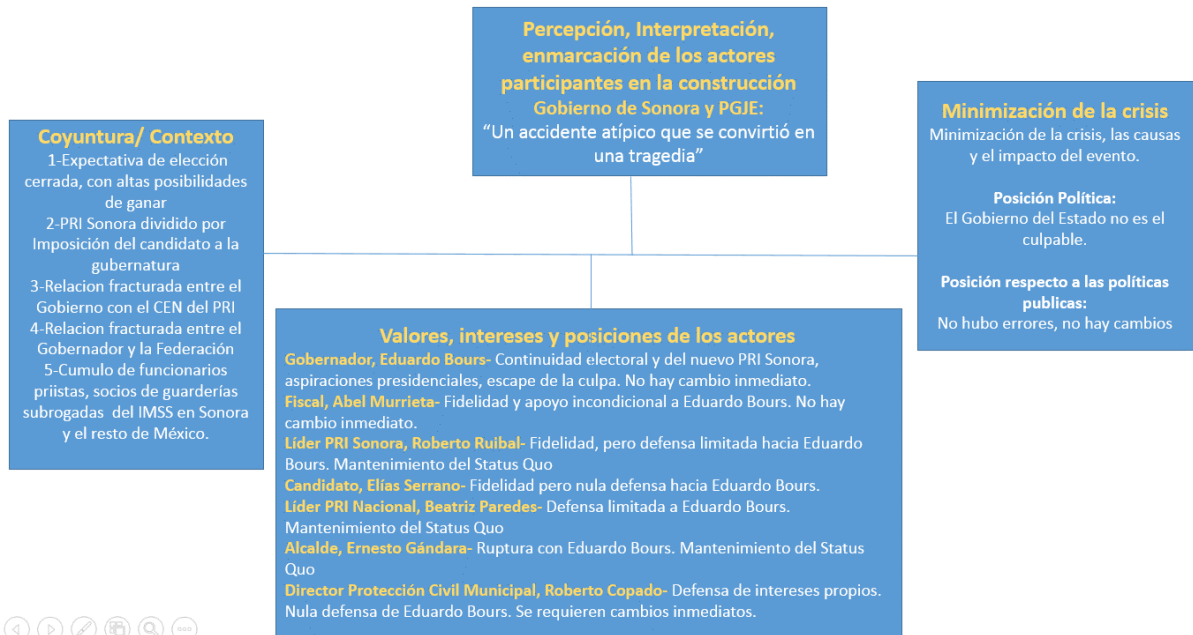 Percepción, Interpretación,
enmarcación de los actores
participantes en la construcción
Gobierno de Sonora y PGJE:
“Un accidente atípico que se convirtió en
una tragedia”
Coyuntura/ Contexto
1-Expectativa de elección
cerrada, con altas posibilidades
de ganar
2-PRI Sonora dividido por
Imposición del candidato a la
gubernatura
3-Relacion fracturada entre el
Gobierno con el CEN del PRI
4-Relacion fracturada entre el
Gobernador y la Federación
5-Cumulo de funcionarios
priistas, socios de guarderías
subrogadas del IMSS en Sonora
y el resto de México.
Minimización de la crisis
Minimización de la crisis, las causas
y el impacto del evento.
Posición Política:
El Gobierno del Estado no es el
culpable.
Posición respecto a las políticas
publicas:
No hubo errores, no hay cambios
Valores, intereses y posiciones de los actores
Gobernador, Eduardo Bours- Continuidad electoral y del nuevo PRI Sonora,
aspiraciones presidenciales, escape de la culpa. No hay cambio inmediato.
Fiscal, Abel Murrieta- Fidelidad y apoyo incondicional a Eduardo Bours. No hay
cambio inmediato.
Líder PRI Sonora, Roberto Ruibal- Fidelidad, pero defensa limitada hacia Eduardo
Bours. Mantenimiento del Status Quo
Candidato, Elías Serrano- Fidelidad pero nula defensa hacia Eduardo Bours.
Líder PRI Nacional, Beatriz Paredes- Defensa limitada a Eduardo Bours.
Mantenimiento del Status Quo
Alcalde, Ernesto Gándara- Ruptura con Eduardo Bours. Mantenimiento del Status
Quo
Director Protección Civil Municipal, Roberto Copado- Defensa de intereses propios.
Nula defensa de Eduardo Bours. Se requieren cambios inmediatos.